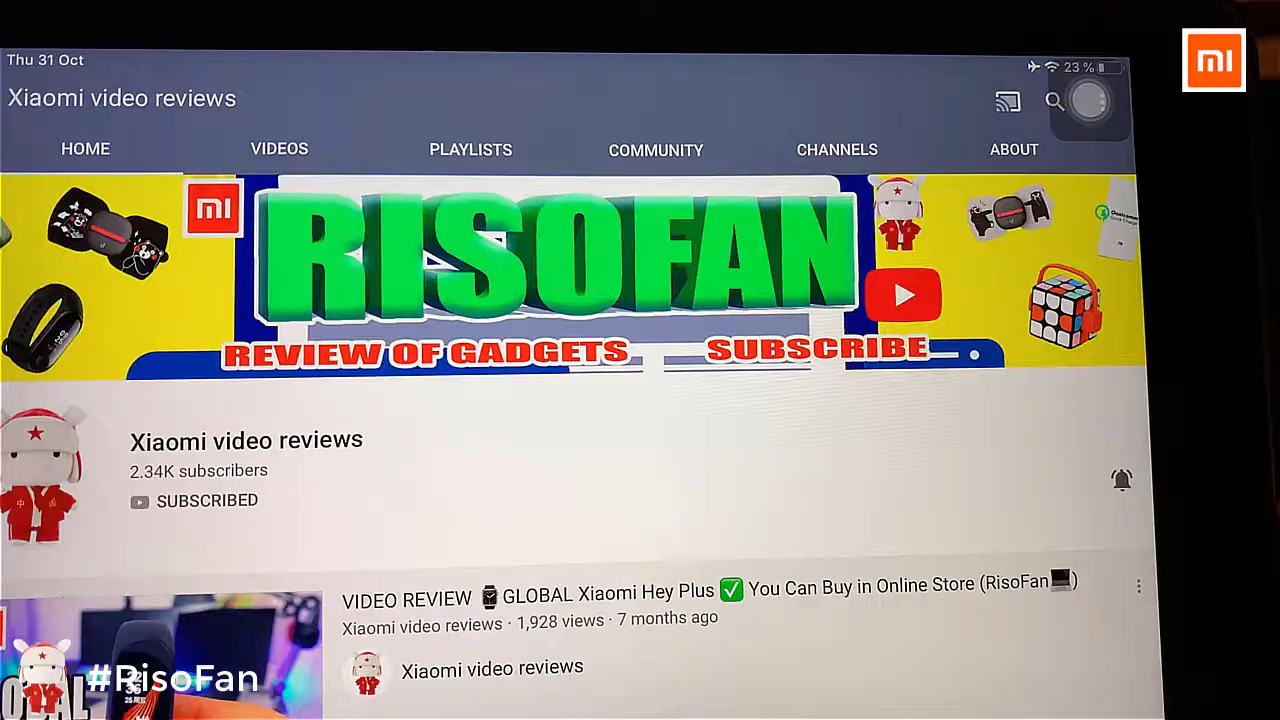 Thu 31 Oct
23 %
mi
Xiaomi video reviews
HOME VIDEOS PLAYLISTS COMMUNITY CHANNELS ABOUT
mi
RISOFAN
REVIEW OF GADGETS SUBSCRIBE
Xiaomi video reviews
2.34K subscribers
SUBSCRIBED
VIDEO REVIEW ⌚GLOBAL Xiaomi Hey Plus ✅ You Can Buy in Online Store (RisoFan💻)
Xiaomi video reviews · 1,928 views · 7 months ago
Xiaomi video reviews
#RisoFan